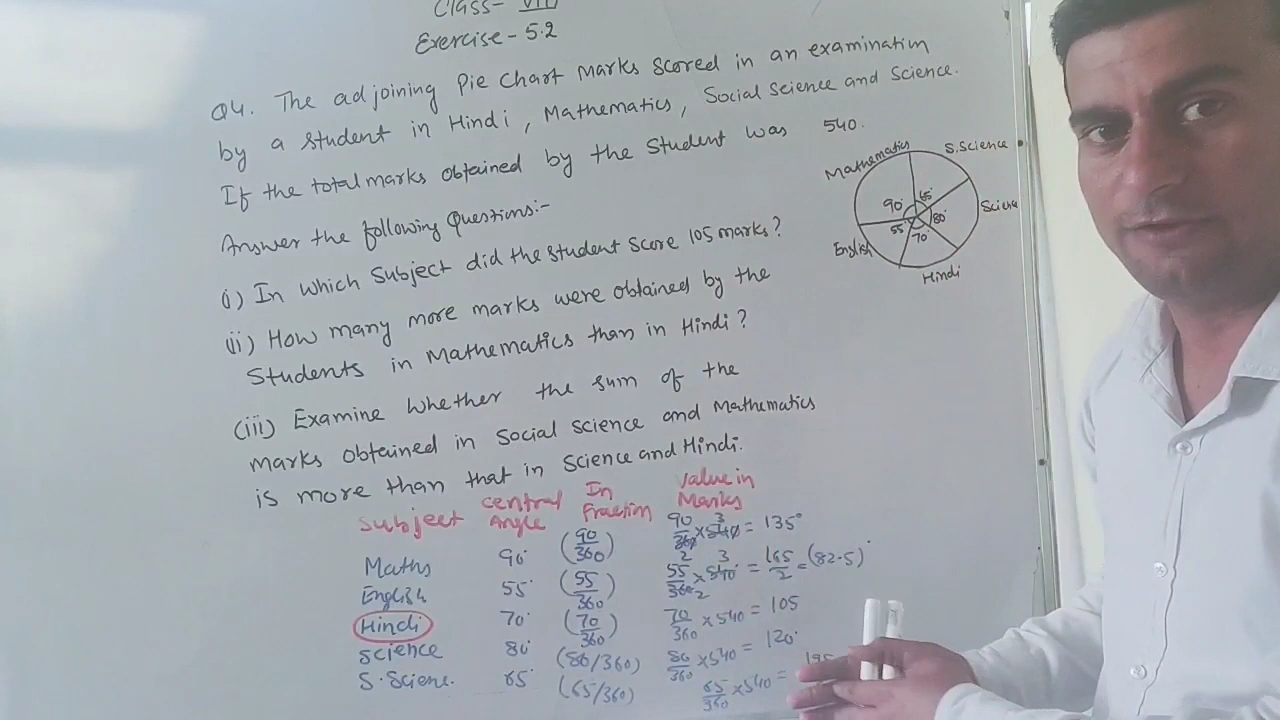 Class- VII
Exercise - 5.2
Q4. The adjoining Pie Chart Marks Scored in an examination
by a Student in Hindi, Mathematics, Social Science and Science.
If the total marks obtained by the Student was 540.
Answer the following Questions:-
(i) In which Subject did the student Score 105 marks?
(ii) How many more marks were obtained by the
Students in Mathematics than in Hindi?
(iii) Examine whether the sum of the
marks obtained in Social Science and Mathematics
is more than that in Science and Hindi.
Mathematics
S.Science
Science
Hindi
English
90°
65°
80°
70°
55°
Subject Central Angle In Fraction Value in Marks
Maths 90° (90/360) 90/360 × 540 = 135°
English 55° (55/360) 55/360 × 540 = 165/2 = (82.5)°
Hindi 70° (70/360) 70/360 × 540 = 105
Science 80° (80/360) 80/360 × 540 = 120°
S. Science. 65° (65/360) 65/360 × 540 = 195